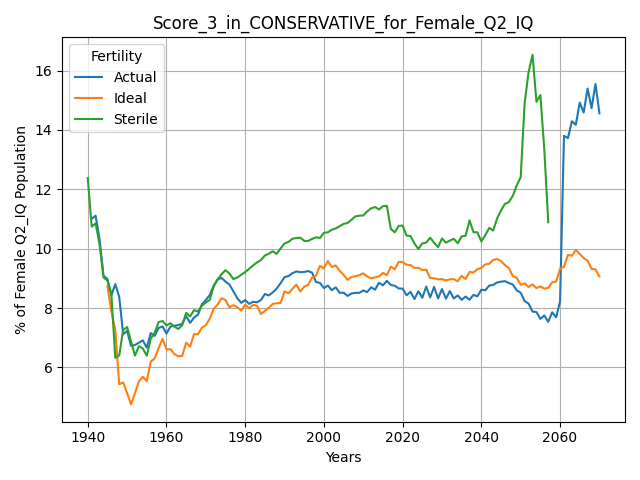 Score_3_in_CONSERVATIVE_for_Female_Q2_IQ
Fertility
Actual
Ideal
Sterile
% of Female Q2_IQ Population
16
14
12
10
8
6
1940
1960
1980
2000
2020
2040
2060
Years